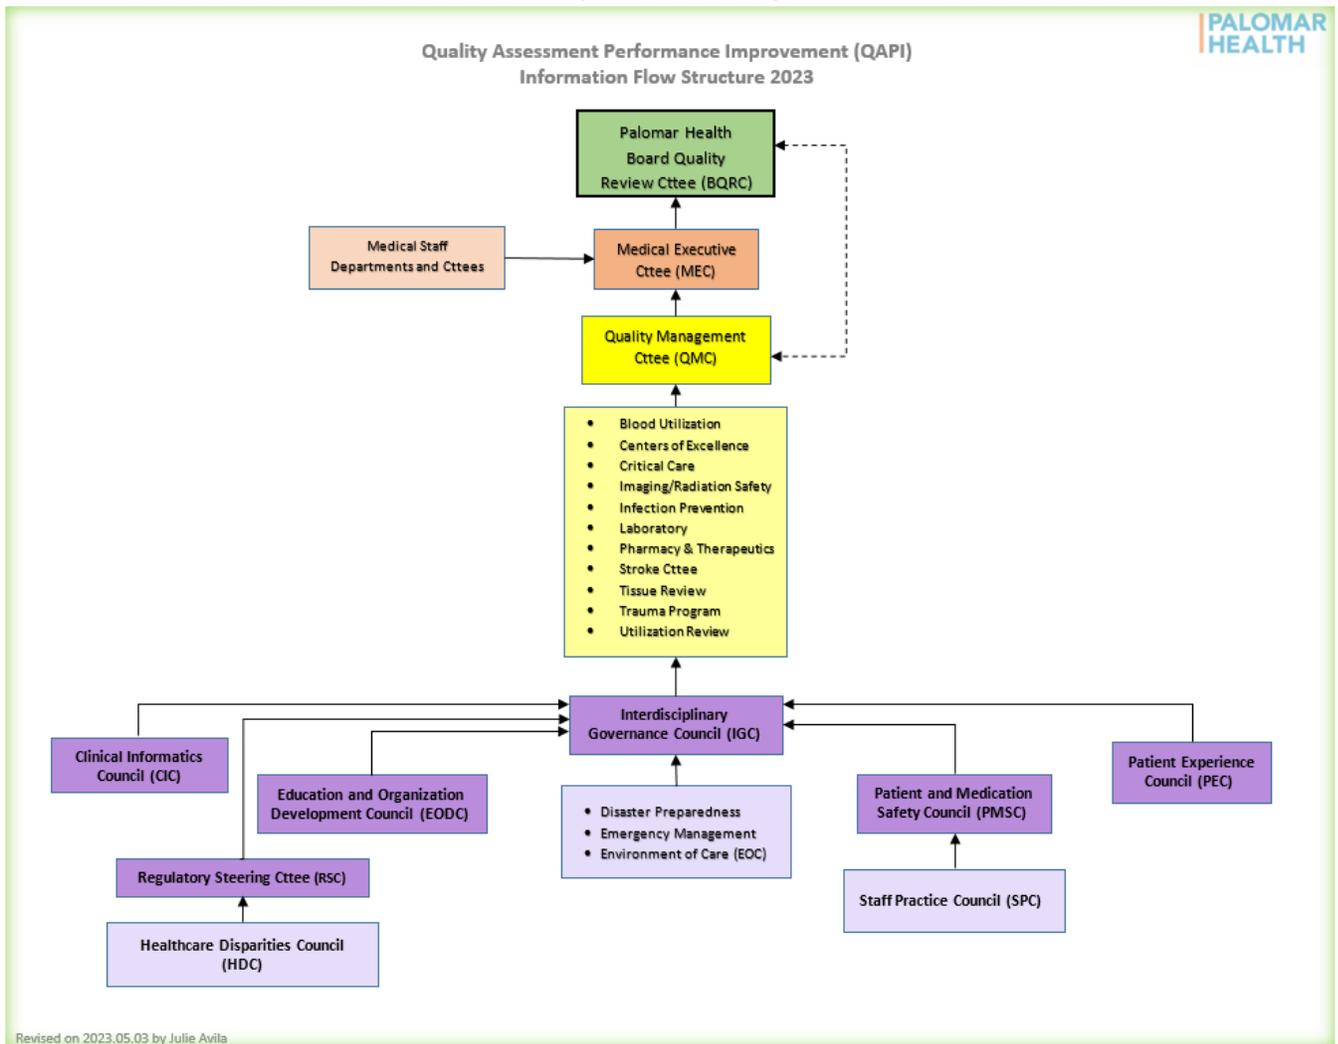 PALOMAR
HEALTH
Quality Assessment Performance Improvement (QAPI)
Information Flow Structure 2023
Palomar Health
Board Quality
Review Cttee (BQRC)
Medical Staff
Departments and Cttees
Medical Executive
Cttee (MEC)
Quality Management
Cttee (QMC)
• Blood Utilization
• Centers of Excellence
• Critical Care
• Imaging/Radiation Safety
• Infection Prevention
• Laboratory
• Pharmacy & Therapeutics
• Stroke Cttee
• Tissue Review
• Trauma Program
• Utilization Review
Interdisciplinary
Governance Council (IGC)
Clinical Informatics
Council (CIC)
Education and Organization
Development Council (EODC)
• Disaster Preparedness
• Emergency Management
• Environment of Care (EOC)
Patient and Medication
Safety Council (PMSC)
Patient Experience
Council (PEC)
Regulatory Steering Cttee (RSC)
Staff Practice Council (SPC)
Healthcare Disparities Council
(HDC)
Revised on 2023.05.03 by Julie Avila